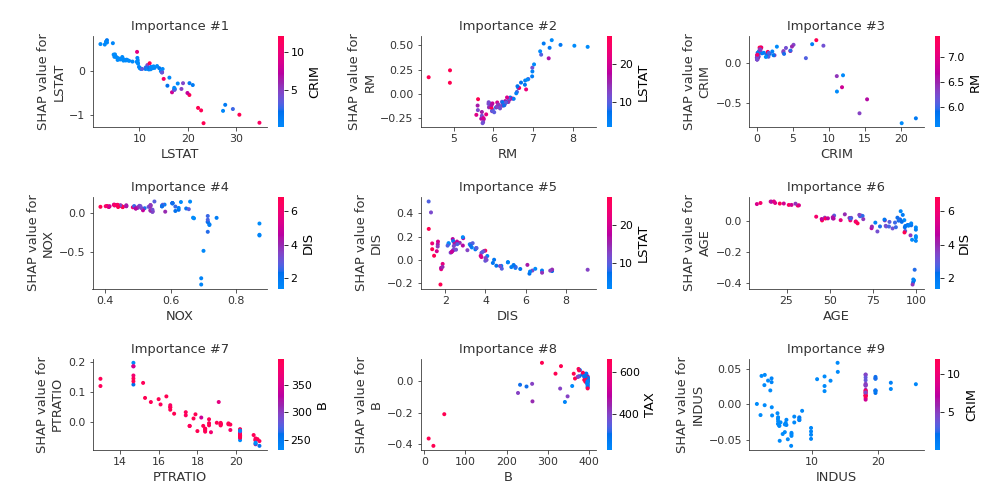 Importance #1
SHAP value for
LSTAT
0
−1
10
20
30
LSTAT
10
5
CRIM
Importance #2
SHAP value for
RM
0.50
0.25
0.00
−0.25
5
6
7
8
RM
20
10
LSTAT
Importance #3
SHAP value for
CRIM
0.0
−0.5
0
5
10
15
20
CRIM
7.0
6.5
6.0
RM
Importance #4
SHAP value for
NOX
0.0
−0.5
0.4
0.6
0.8
NOX
6
4
2
DIS
Importance #5
SHAP value for
DIS
0.4
0.2
0.0
−0.2
2
4
6
8
DIS
20
10
LSTAT
Importance #6
SHAP value for
AGE
0.0
−0.2
−0.4
25
50
75
100
AGE
6
4
2
DIS
Importance #7
SHAP value for
PTRATIO
0.2
0.1
0.0
14
16
18
20
PTRATIO
350
300
250
B
Importance #8
SHAP value for
B
0.0
−0.2
−0.4
0
100
200
300
400
B
600
400
TAX
Importance #9
SHAP value for
INDUS
0.05
0.00
−0.05
10
20
INDUS
10
5
CRIM